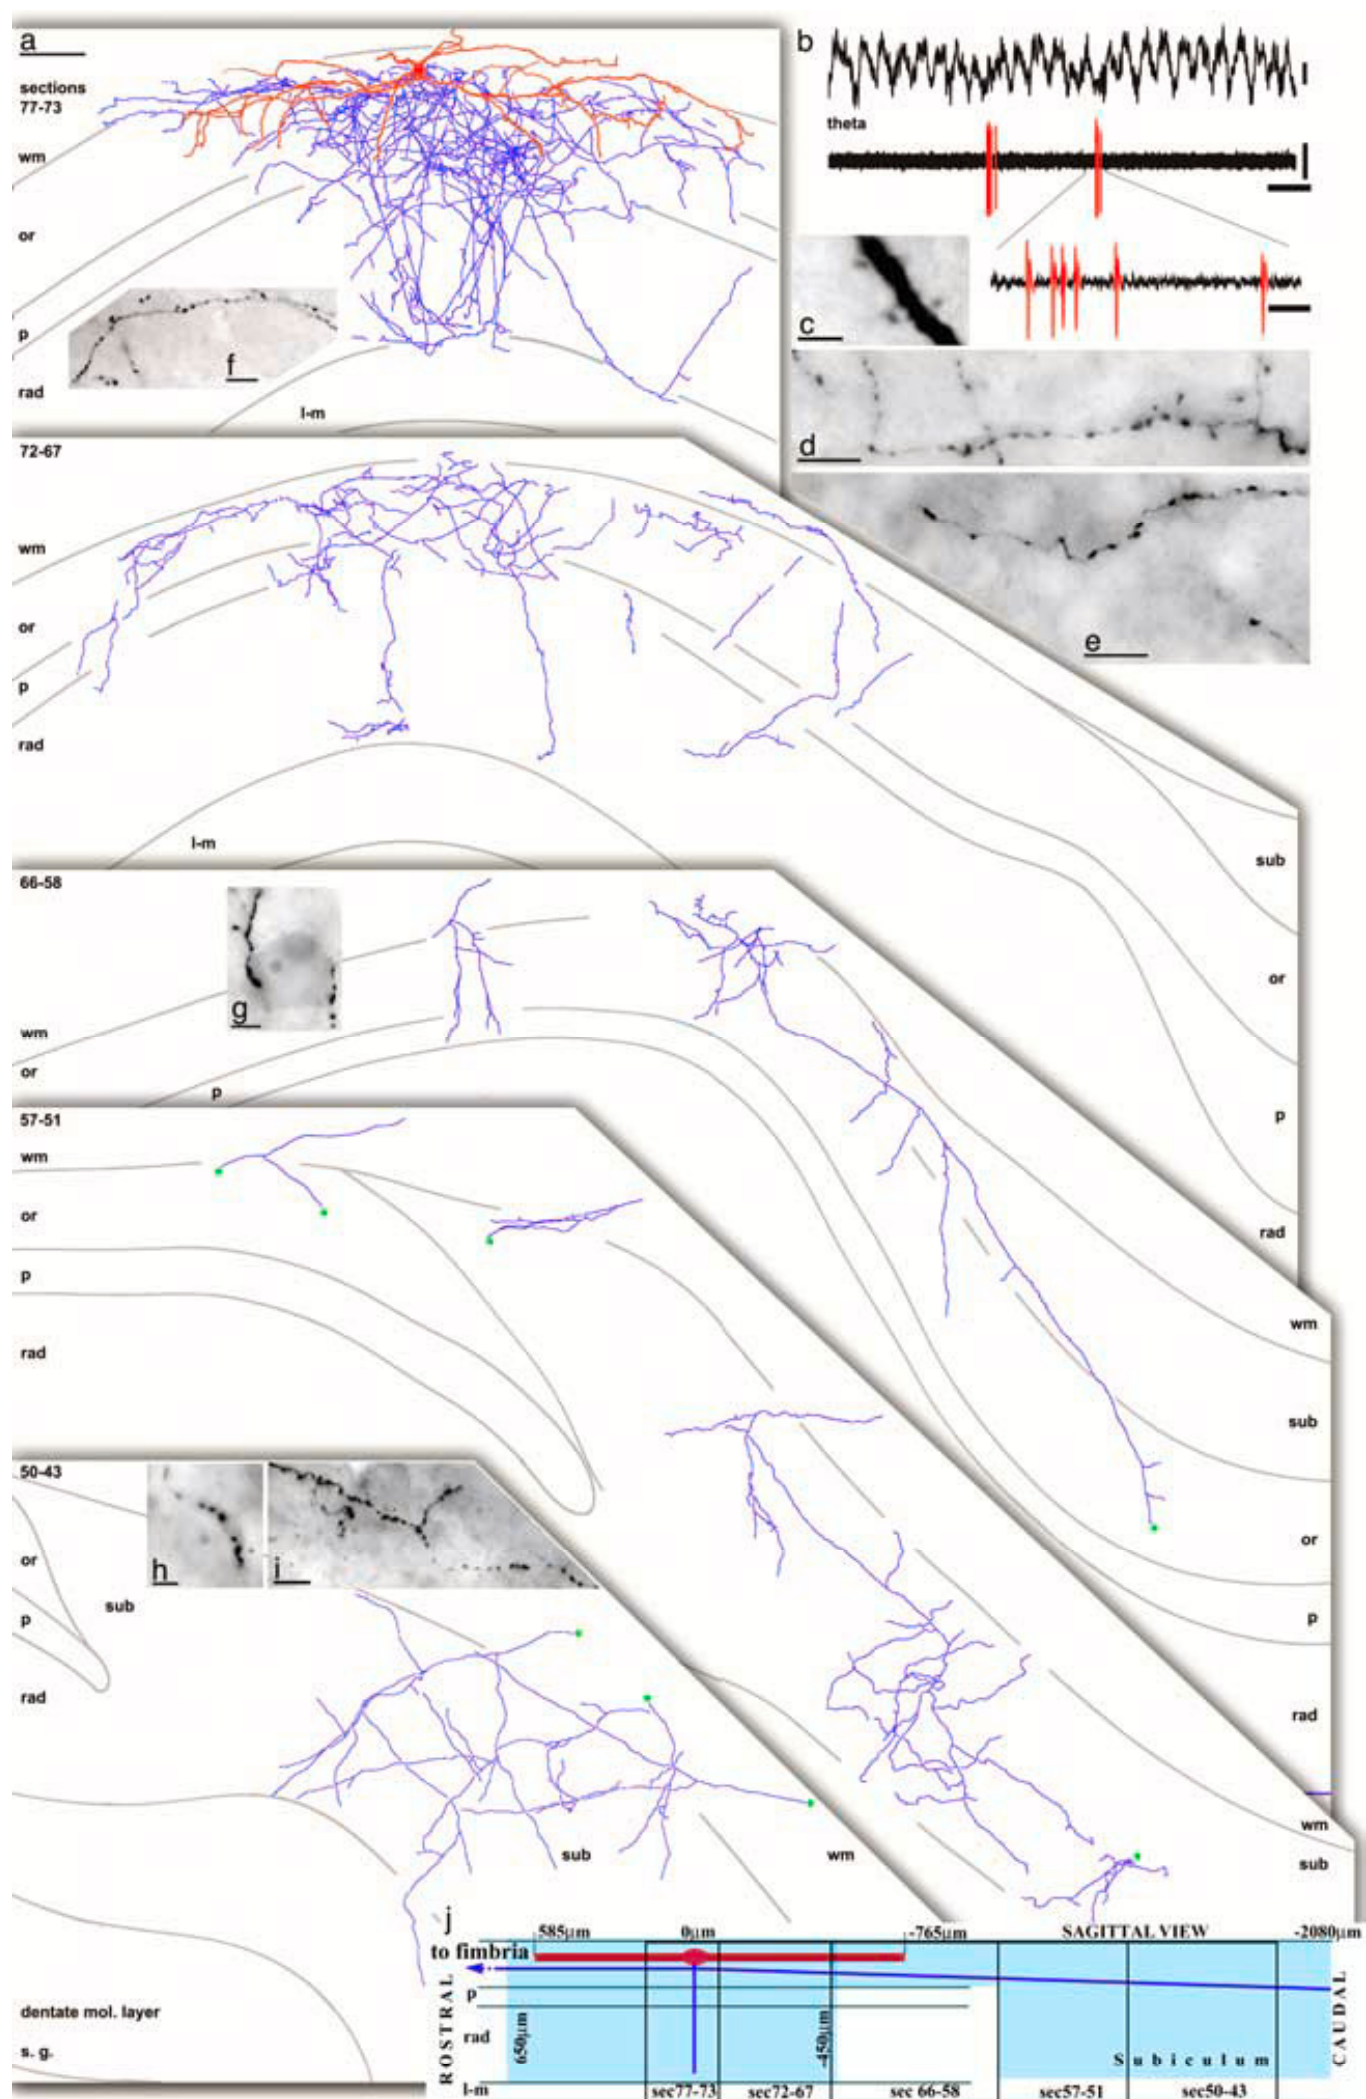 a
sections
77-73
wm
or
p
rad
l-m
f
b
theta
c
d
e
72-67
wm
or
p
rad
l-m
sub
or
p
rad
66-58
g
wm
or
p
wm
sub
or
p
rad
57-51
wm
or
p
rad
wm
sub
50-43
h
i
or
sub
p
rad
sub
wm
dentate mol. layer
s. g.
j
585µm 0µm -765µm SAGITTAL VIEW -2080µm
to fimbria
ROSTRAL
p
rad
l-m
650µm
-450µm
Subiculum
CAUDAL
sec77-73 sec72-67 sec 66-58 sec57-51 sec50-43